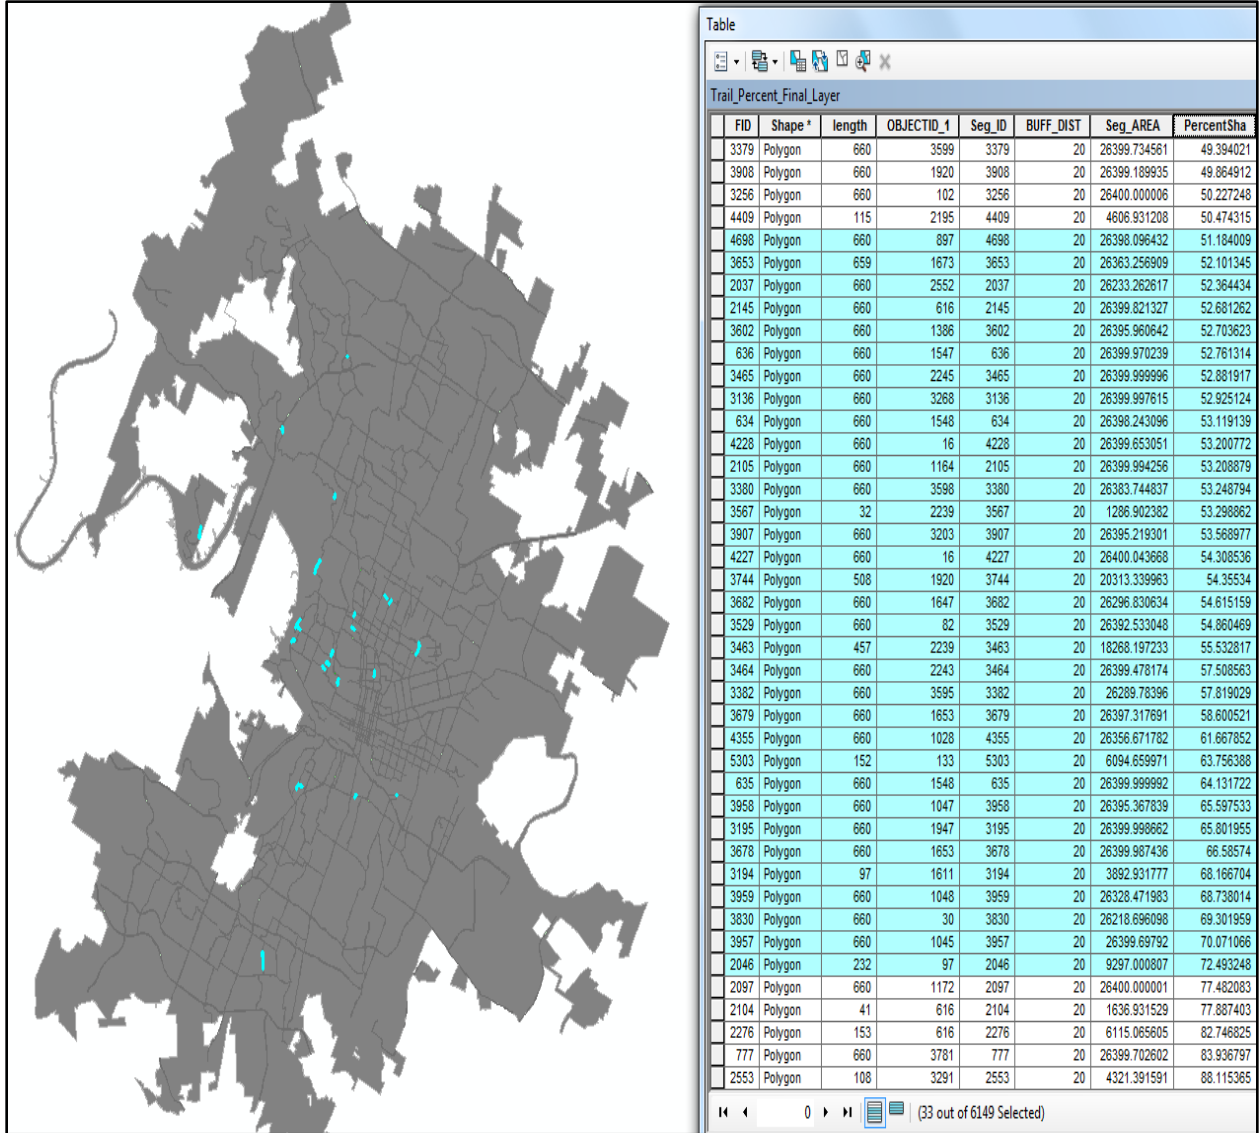 Table
Trail_Percent_Final_Layer
FID Shape * length OBJECTID_1 Seg_ID BUFF_DIST Seg_AREA PercentSha
3379 Polygon 660 3599 3379 20 26399.734561 49.394021
3908 Polygon 660 1920 3908 20 26399.189935 49.864912
3256 Polygon 660 102 3256 20 26400.000006 50.227248
4409 Polygon 115 2195 4409 20 4606.931208 50.474315
4698 Polygon 660 897 4698 20 26398.096432 51.184009
3653 Polygon 659 1673 3653 20 26363.256909 52.101345
2037 Polygon 660 2552 2037 20 26233.262617 52.364434
2145 Polygon 660 616 2145 20 26399.821327 52.681262
3602 Polygon 660 1386 3602 20 26395.960642 52.703623
636 Polygon 660 1547 636 20 26399.970239 52.761314
3465 Polygon 660 2245 3465 20 26399.999996 52.881917
3136 Polygon 660 3268 3136 20 26399.997615 52.925124
634 Polygon 660 1548 634 20 26398.243096 53.119139
4228 Polygon 660 16 4228 20 26399.653051 53.200772
2105 Polygon 660 1164 2105 20 26399.994256 53.208879
3380 Polygon 660 3598 3380 20 26383.744837 53.248794
3567 Polygon 32 2239 3567 20 1286.902382 53.298862
3907 Polygon 660 3203 3907 20 26395.219301 53.568977
4227 Polygon 660 16 4227 20 26400.043668 54.308536
3744 Polygon 508 1920 3744 20 20313.339963 54.35534
3682 Polygon 660 1647 3682 20 26296.830634 54.615159
3529 Polygon 660 82 3529 20 26392.533048 54.860469
3463 Polygon 457 2239 3463 20 18268.197233 55.532817
3464 Polygon 660 2243 3464 20 26399.478174 57.508563
3382 Polygon 660 3595 3382 20 26289.78396 57.819029
3679 Polygon 660 1653 3679 20 26397.317691 58.600521
4355 Polygon 660 1028 4355 20 26356.671782 61.667852
5303 Polygon 152 133 5303 20 6094.659971 63.756388
635 Polygon 660 1548 635 20 26399.999992 64.131722
3958 Polygon 660 1047 3958 20 26395.367839 65.597533
3195 Polygon 660 1947 3195 20 26399.998662 65.801955
3678 Polygon 660 1653 3678 20 26399.987436 66.58574
3194 Polygon 97 1611 3194 20 3892.931777 68.166704
3959 Polygon 660 1048 3959 20 26328.471983 68.738014
3830 Polygon 660 30 3830 20 26218.696098 69.301959
3957 Polygon 660 1045 3957 20 26399.69792 70.071066
2046 Polygon 232 97 2046 20 9297.000807 72.493248
2097 Polygon 660 1172 2097 20 26400.000001 77.482083
2104 Polygon 41 616 2104 20 1636.931529 77.887403
2276 Polygon 153 616 2276 20 6115.065605 82.746825
777 Polygon 660 3781 777 20 26399.702602 83.936797
2553 Polygon 108 3291 2553 20 4321.391591 88.115365
0 (33 out of 6149 Selected)